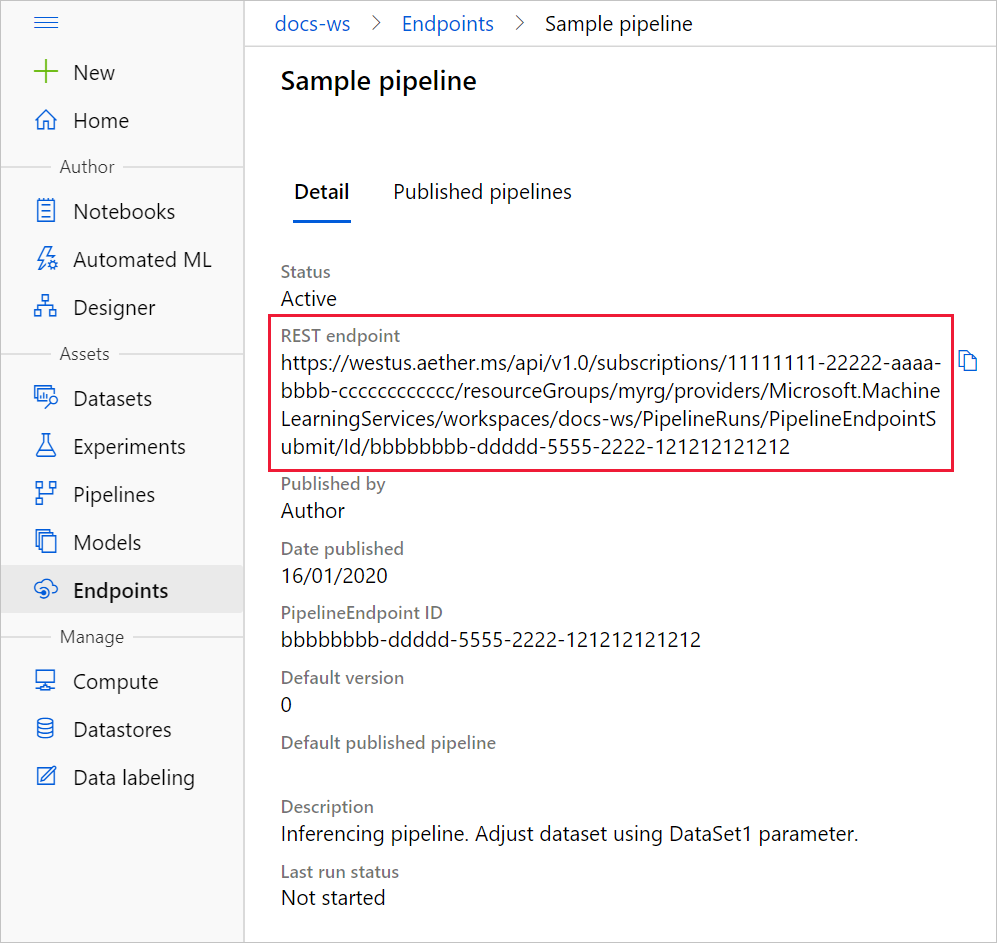 New
Home
Author
Notebooks
Automated ML
Designer
Assets
Datasets
Experiments
Pipelines
Models
Endpoints
Manage
Compute
Datastores
Data labeling
docs-ws > Endpoints > Sample pipeline
Sample pipeline
Detail Published pipelines
Status
Active
REST endpoint
https://westus.aether.ms/api/v1.0/subscriptions/11111111-22222-aaaa-
bbbb-cccccccccccc/resourceGroups/myrg/providers/Microsoft.Machine
LearningServices/workspaces/docs-ws/PipelineRuns/PipelineEndpointS
ubmit/Id/bbbbbbbb-ddddd-5555-2222-121212121212
Published by
Author
Date published
16/01/2020
PipelineEndpoint ID
bbbbbbbb-ddddd-5555-2222-121212121212
Default version
0
Default published pipeline
Description
Inferencing pipeline. Adjust dataset using DataSet1 parameter.
Last run status
Not started